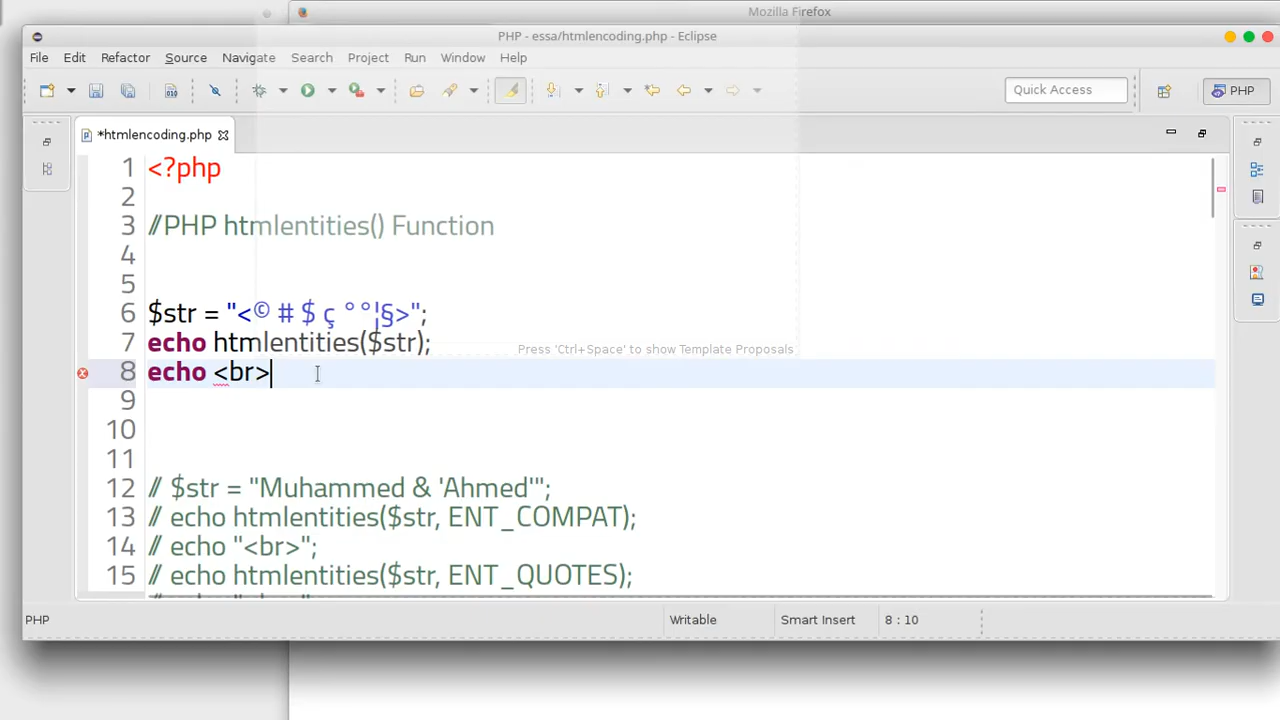 Mozilla Firefox
PHP - essa/htmlencoding.php - Eclipse
File Edit Refactor Source Navigate Search Project Run Window Help
Quick Access
PHP
*htmlencoding.php
1 <?php
2
3 //PHP htmlentities() Function
4
5
6 $str = "<© # $ ç °°¦§>";
7 echo htmlentities($str);
Press 'Ctrl+Space' to show Template Proposals
8 echo <br>
9
10
11
12 // $str = "Muhammed & 'Ahmed'";
13 // echo htmlentities($str, ENT_COMPAT);
14 // echo "<br>";
15 // echo htmlentities($str, ENT_QUOTES);
PHP Writable Smart Insert 8 : 10